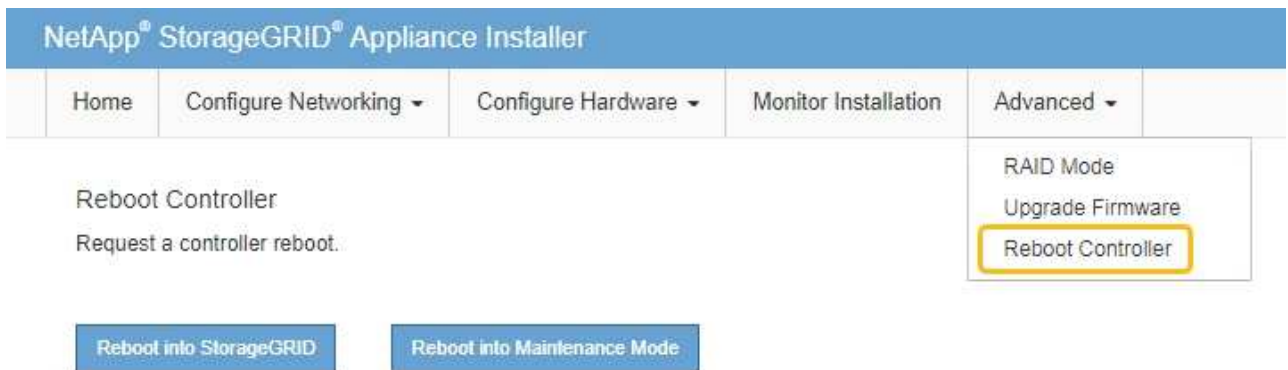 NetApp® StorageGRID® Appliance Installer
Home Configure Networking Configure Hardware Monitor Installation Advanced
RAID Mode
Upgrade Firmware
Reboot Controller
Reboot Controller
Request a controller reboot.
Reboot into StorageGRID Reboot into Maintenance Mode